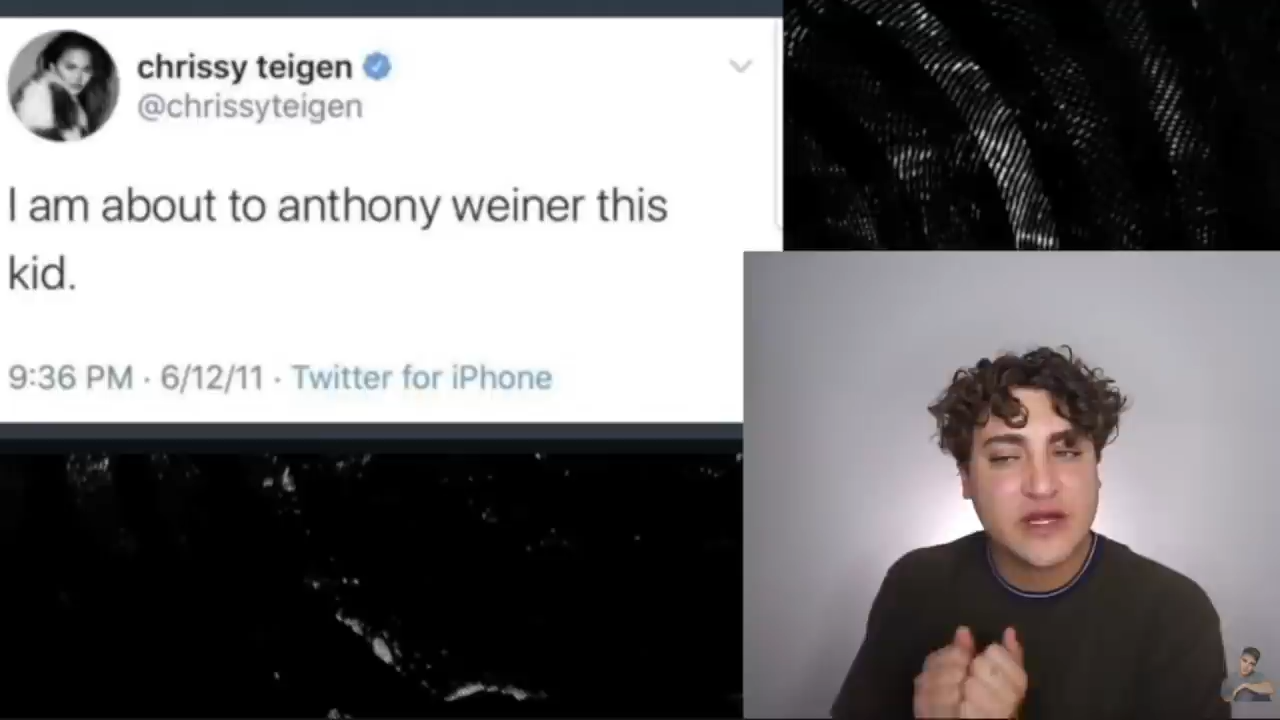 chrissy teigen
@chrissyteigen
I am about to anthony weiner this
kid.
9:36 PM · 6/12/11 · Twitter for iPhone